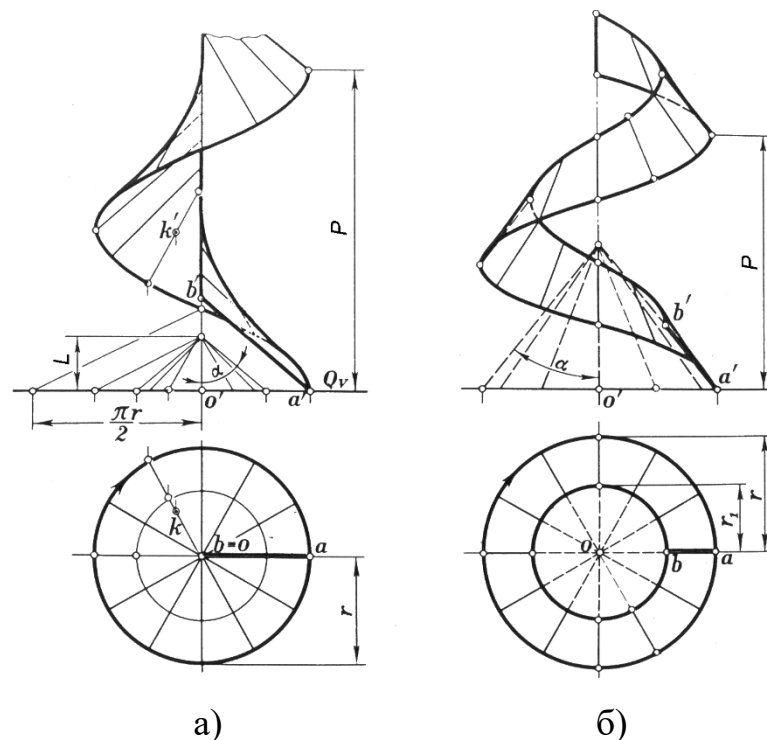 P
k'
b'
L
α
Q_V
o'
a'
πr
2
k
b≡o
a
r
а)
P
b'
α
o'
a'
r₁
r
o
b
a
б)